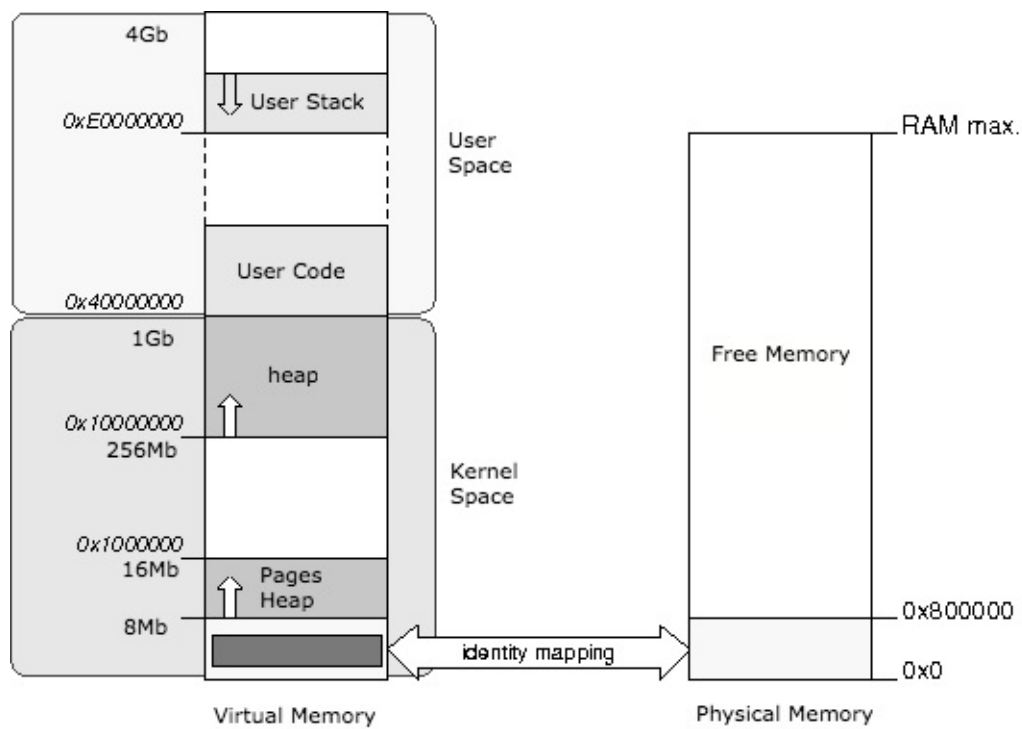 4Gb
User Stack
0xE0000000
RAM max.
User
Space
User Code
0x40000000
1Gb
Free Memory
heap
0x10000000
256Mb
Kernel
Space
0x1000000
16Mb
Pages
Heap
8Mb
0x800000
identity mapping
0x0
Virtual Memory
Physical Memory